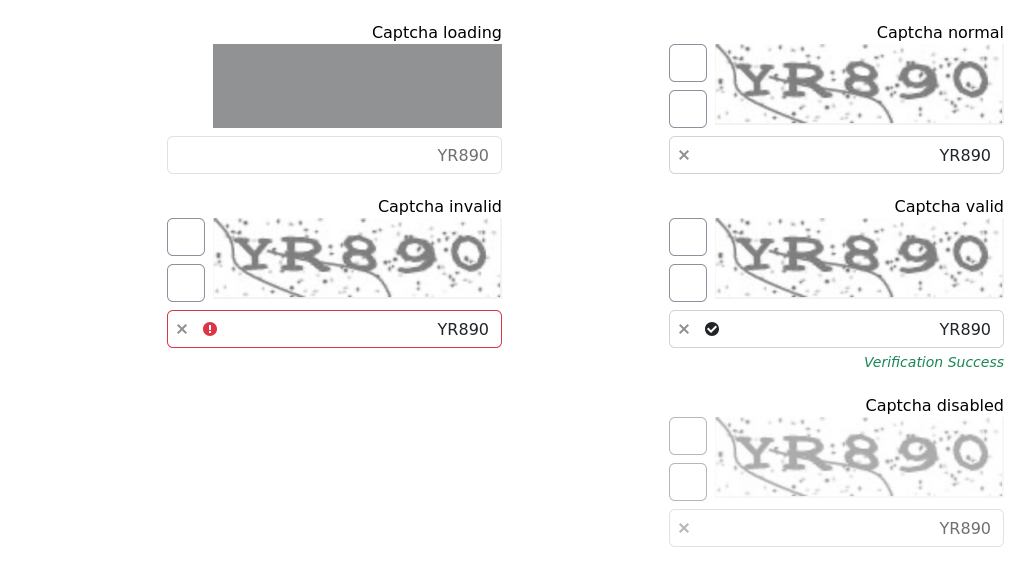 Captcha normal
YR890
YR890
Captcha loading
YR890
Captcha valid
YR890
YR890
Verification Success
Captcha invalid
YR890
YR890
Captcha disabled
YR890
YR890